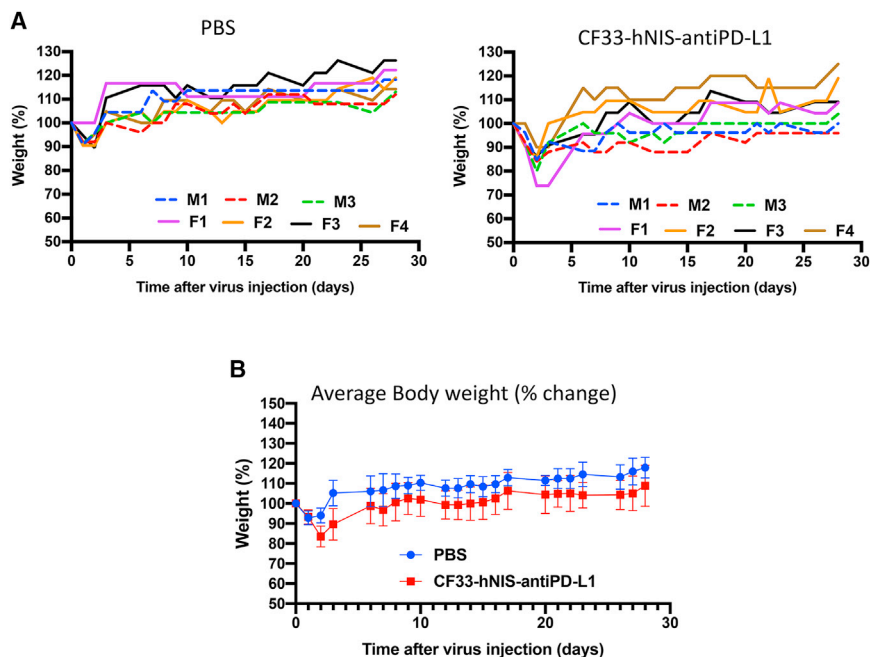 A
PBS
CF33-hNIS-antiPD-L1
130
120
110
100
90
80
70
60
50
Weight (%)
M1 M2 M3
F1 F2 F3 F4
0 5 10 15 20 25 30
Time after virus injection (days)
130
120
110
100
90
80
70
60
50
Weight (%)
M1 M2 M3
F1 F2 F3 F4
0 5 10 15 20 25 30
Time after virus injection (days)
B
Average Body weight (% change)
150
140
130
120
110
100
90
80
70
60
50
Weight (%)
PBS
CF33-hNIS-antiPD-L1
0 10 20 30
Time after virus injection (days)